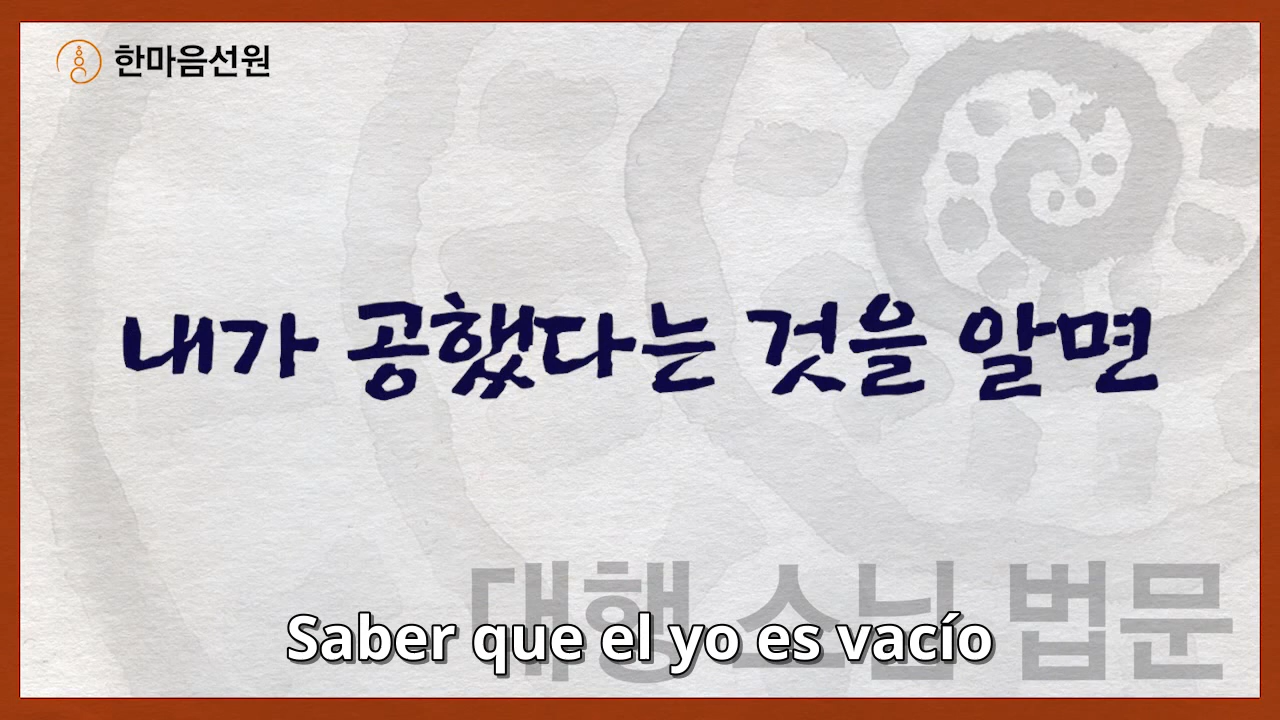 한마음선원
내가 공했다는 것을 알면
대행 스님 법문
Saber que el yo es vacío